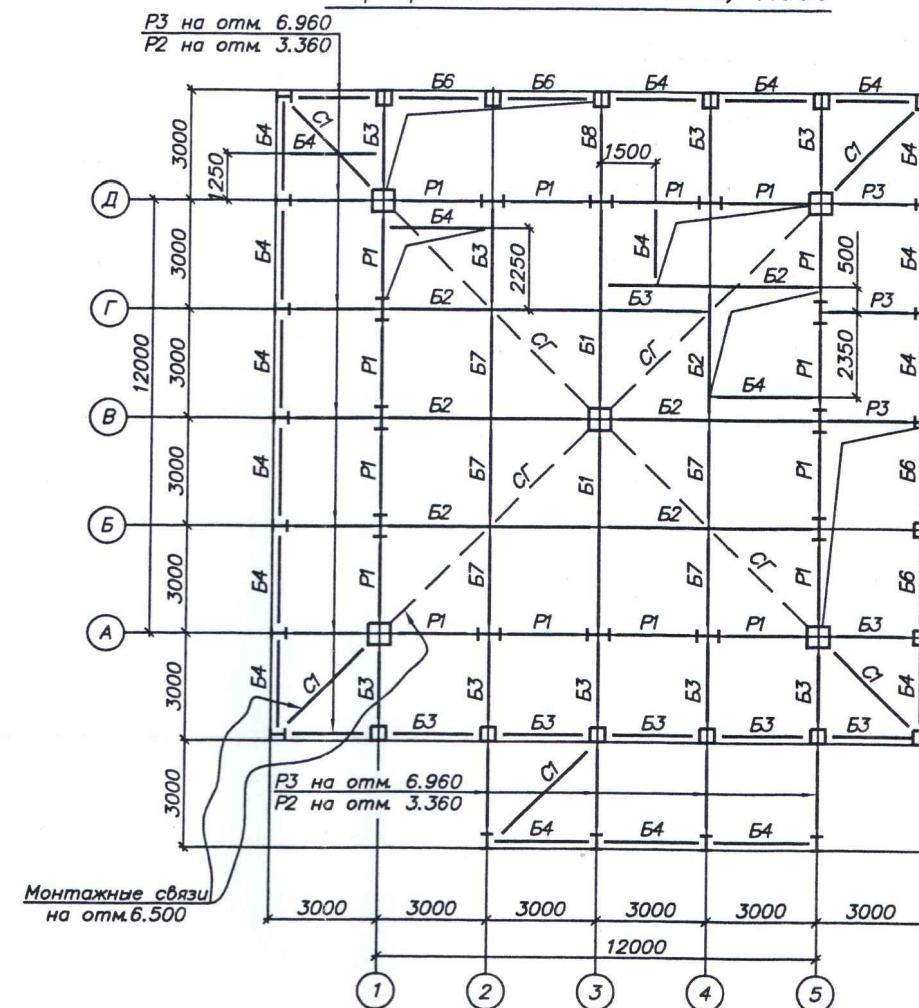 Р3 на отм. 6.960
Р2 на отм. 3.360
Б6 Б6 Б4 Б4 Б4
3000 Б4 С1 Б3 Б8 Б3 Б3 С1 Б4
Б4
1250 1500
Д Р1 Р1 Р1 Р1 Р3
Б4
3000 Б4 Р1 Б3 2250 Б4 Р1 500 Б4
Б2
Г Б2 Б3 Р3
12000 3000 Б4 Р1 Б7 СГ Б1 СГ Б2 Р1 2350 Б4
Б4
В Б2 Б2 Р3
3000 Б4 Р1 Б7 СГ Б1 Б7 Р1 Б6
Б Б2 Б2
3000 Б4 Р1 Б7 Б7 СГ Р1 Б6
А Р1 Р1 Р1 Р1 Б3
3000 Б4 С1 Б3 Б3 Б3 Б3 С1 Б4
Б3 Б3 Б3 Б3 Б3
3000 С1
Р3 на отм. 6.960
Р2 на отм. 3.360
Б4 Б4 Б4
Монтажные связи
на отм.6.500
3000 3000 3000 3000 3000 3000
12000
1 2 3 4 5